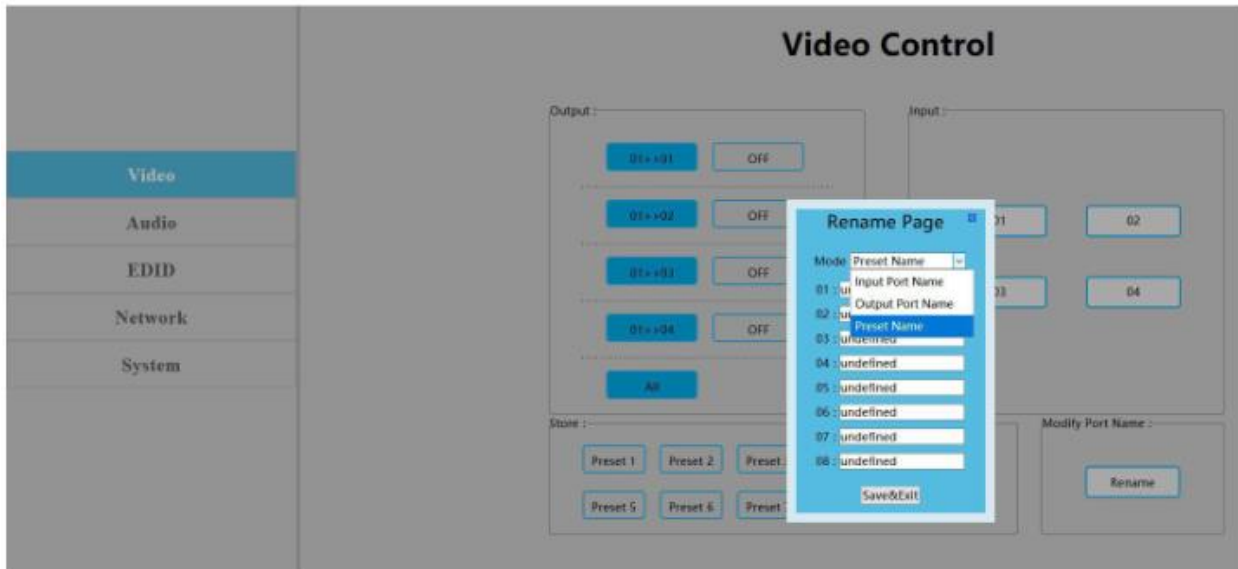 Video Control
Video
Audio
EDID
Network
System
Output :
01>>01 OFF
01>>02 OFF
01>>03 OFF
01>>04 OFF
All
Input :
01 02
03 04
Store :
Preset 1 Preset 2 Preset
Preset 5 Preset 6 Preset
Modify Port Name :
Rename
Rename Page
Mode Preset Name
Input Port Name
Output Port Name
Preset Name
01 : u
02 : u
03 : undefined
04 : undefined
05 : undefined
06 : undefined
07 : undefined
08 : undefined
Save&Exit